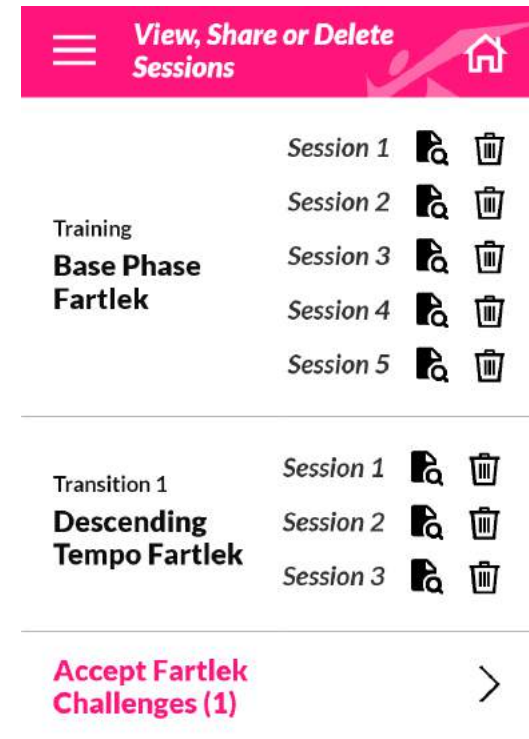 View, Share or Delete
Sessions
Training
Base Phase
Fartlek
Session 1
Session 2
Session 3
Session 4
Session 5
Transition 1
Descending
Tempo Fartlek
Session 1
Session 2
Session 3
Accept Fartlek
Challenges (1)